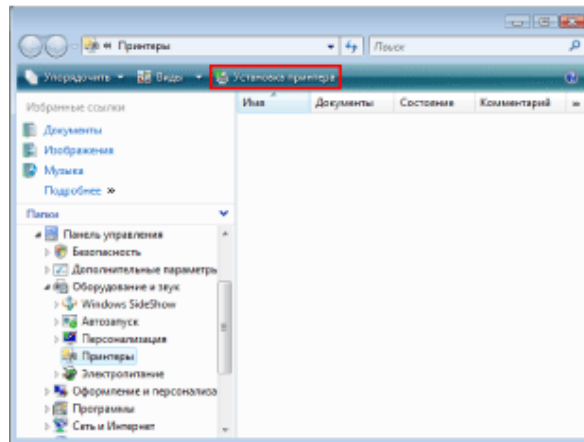 Принтеры
Поиск
Упорядочить Виды Установка принтера
Избранные ссылки
Имя Документы Состояние Комментарий »
Документы
Изображения
Музыка
Подробнее »
Папки
Панель управления
Безопасность
Дополнительные параметры
Оборудование и звук
Windows SideShow
Автозапуск
Персонализация
Принтеры
Электропитание
Оформление и персонализа
Программы
Сеть и Интернет